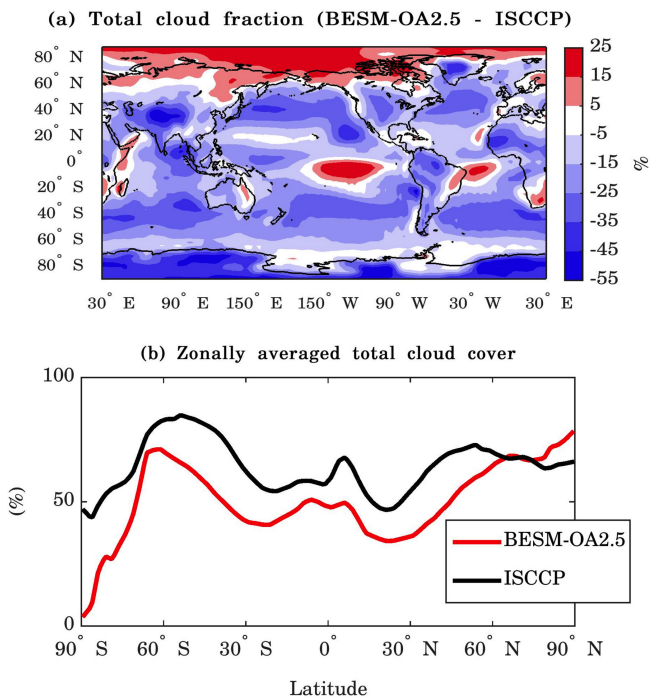 (a) Total cloud fraction (BESM-OA2.5 - ISCCP)
80° N
60° N
40° N
20° N
0°
20° S
40° S
60° S
80° S
30° E 90° E 150° E 150° W 90° W 30° W 30° E
25
15
5
-5
-15
-25
-35
-45
-55
%
(b) Zonally averaged total cloud cover
100
50
0
(%)
BESM-OA2.5
ISCCP
90° S 60° S 30° S 0° 30° N 60° N 90° N
Latitude